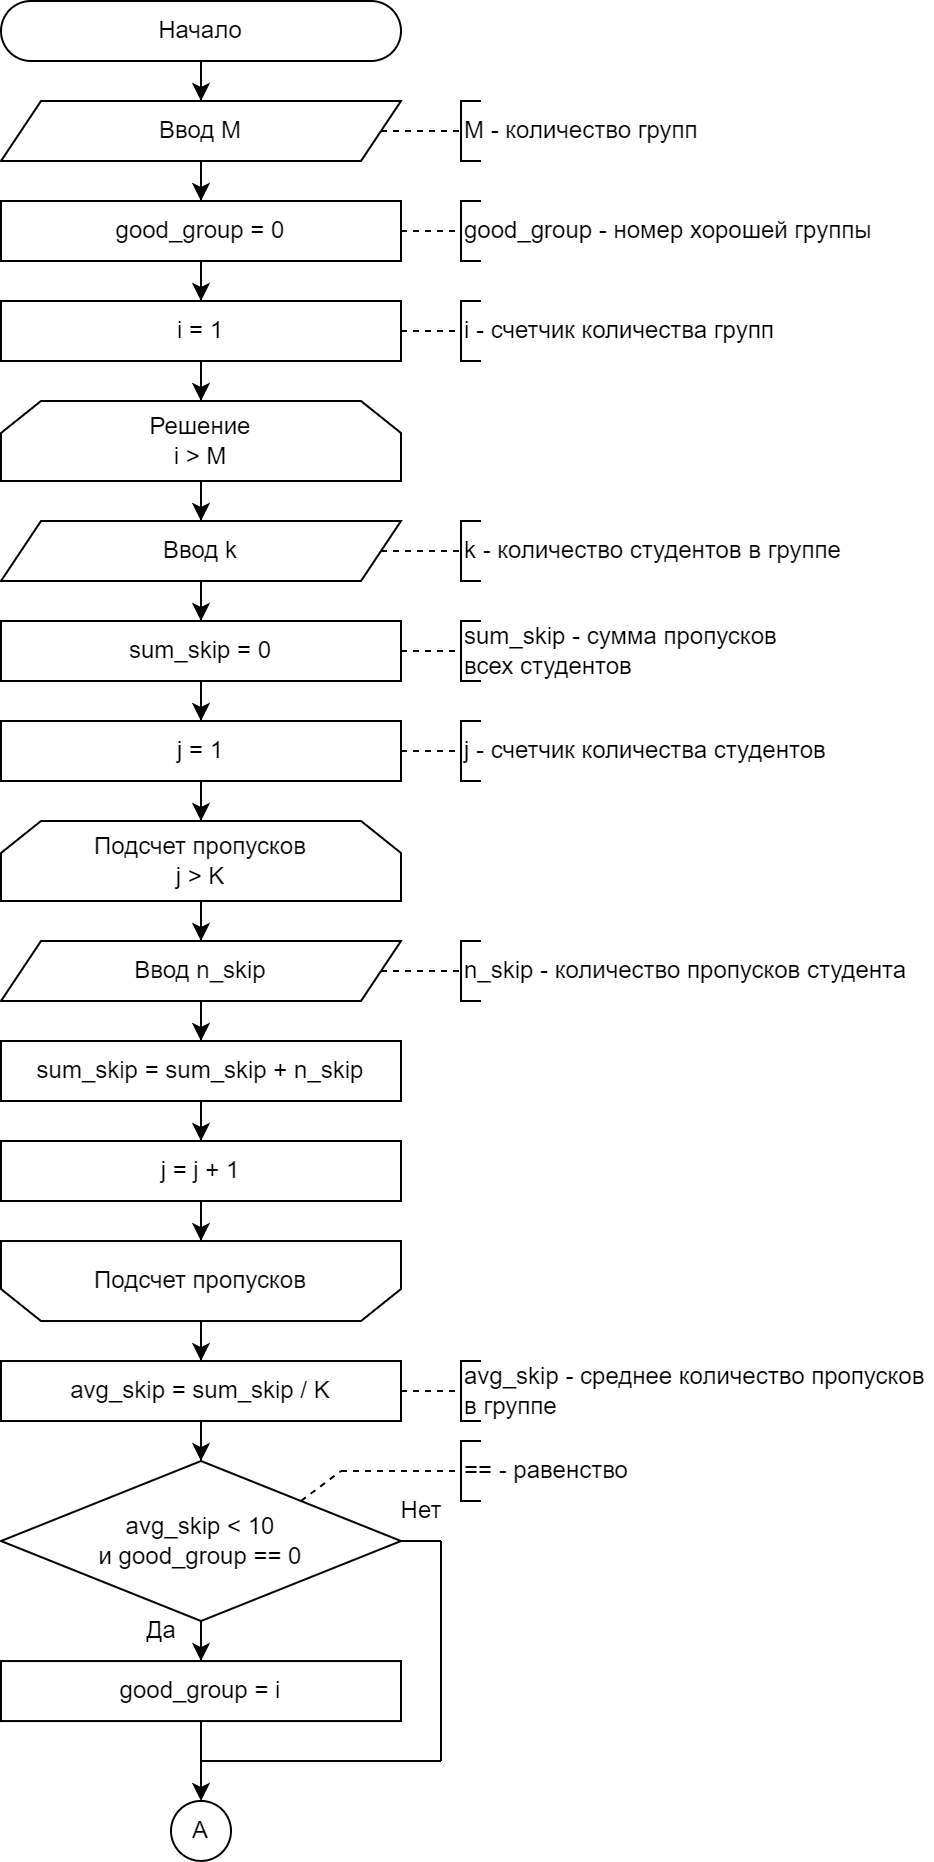 Начало
Ввод M
M - количество групп
good_group = 0
good_group - номер хорошей группы
i = 1
i - счетчик количества групп
Решение
i > M
Ввод k
k - количество студентов в группе
sum_skip = 0
sum_skip - сумма пропусков
всех студентов
j = 1
j - счетчик количества студентов
Подсчет пропусков
j > K
Ввод n_skip
n_skip - количество пропусков студента
sum_skip = sum_skip + n_skip
j = j + 1
Подсчет пропусков
avg_skip = sum_skip / K
avg_skip - среднее количество пропусков
в группе
== - равенство
Нет
avg_skip < 10
и good_group == 0
Да
good_group = i
A